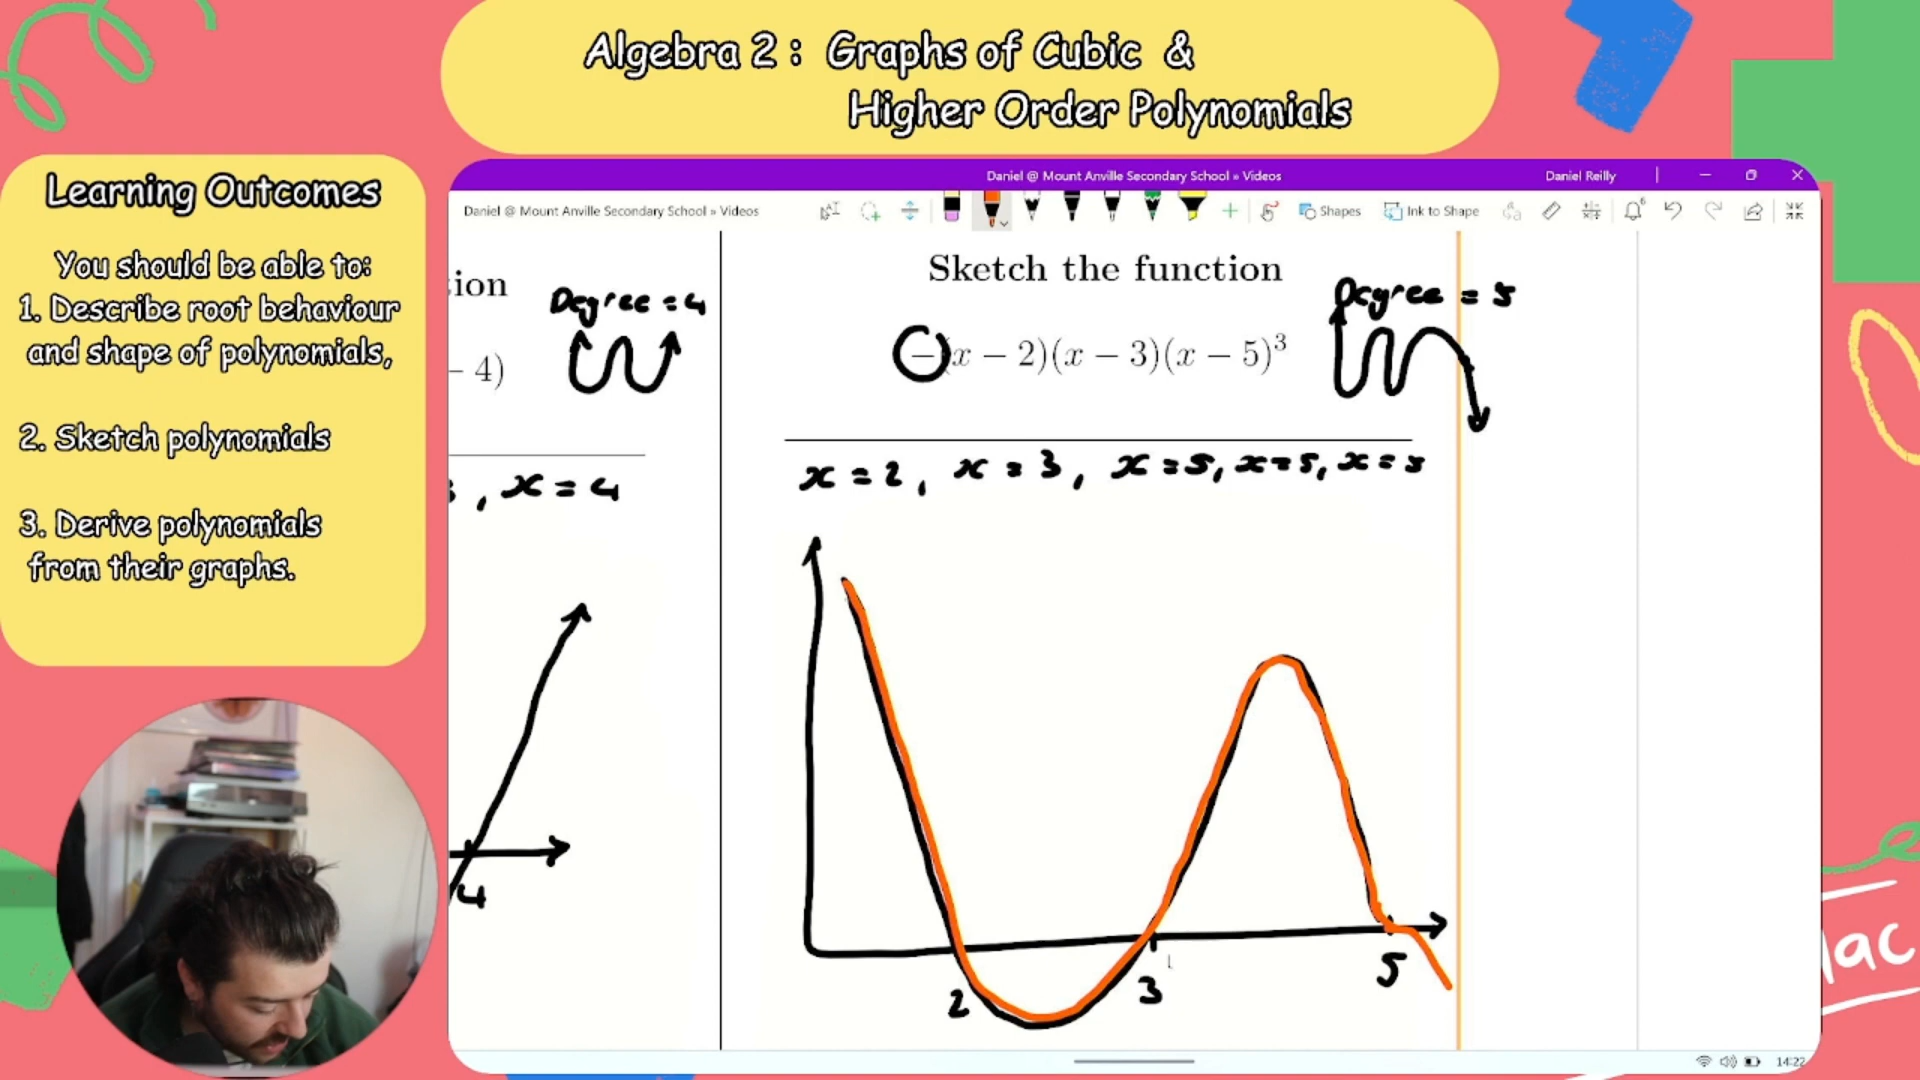 Algebra 2 : Graphs of Cubic &
Higher Order Polynomials
Learning Outcomes
You should be able to:
1. Describe root behaviour
and shape of polynomials,
2. Sketch polynomials
3. Derive polynomials
from their graphs.
Daniel @ Mount Anville Secondary School » Videos
Daniel Reilly
Daniel @ Mount Anville Secondary School » Videos
Shapes
Ink to Shape
6
ion
Degree = 4
– 4)
, x = 4
4
Sketch the function
Degree = 5
−(x − 2)(x − 3)(x − 5)³
x = 2, x = 3, x = 5, x = 5, x = 5
2
3
5
lac
14:22